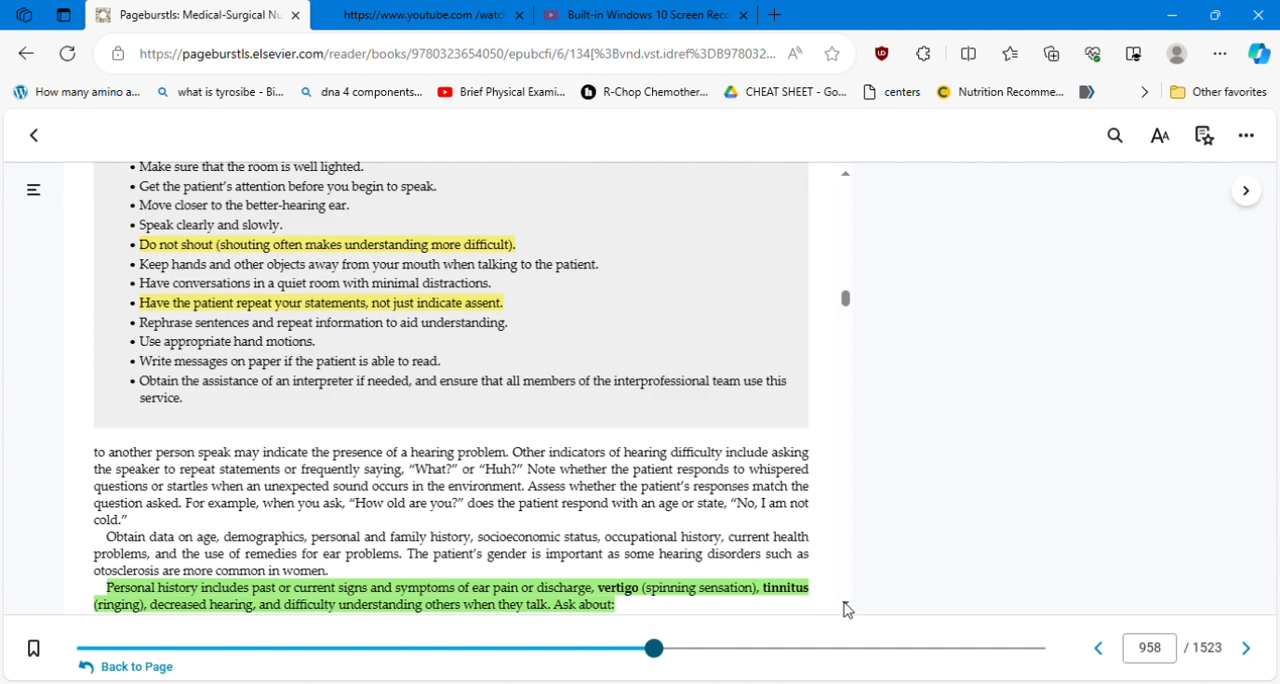 Pageburstls: Medical-Surgical Nu
https://www.youtube.com/watc
Built-in Windows 10 Screen Reco
https://pageburstls.elsevier.com/reader/books/9780323654050/epubcfi/6/134[%3Bvnd.vst.idref%3DB978032...
How many amino a...
what is tyrosibe - Bi...
dna 4 components...
Brief Physical Exami...
R-Chop Chemother...
CHEAT SHEET - Go...
centers
Nutrition Recomme...
Other favorites
• Make sure that the room is well lighted.
• Get the patient's attention before you begin to speak.
• Move closer to the better-hearing ear.
• Speak clearly and slowly.
• Do not shout (shouting often makes understanding more difficult).
• Keep hands and other objects away from your mouth when talking to the patient.
• Have conversations in a quiet room with minimal distractions.
• Have the patient repeat your statements, not just indicate assent.
• Rephrase sentences and repeat information to aid understanding.
• Use appropriate hand motions.
• Write messages on paper if the patient is able to read.
• Obtain the assistance of an interpreter if needed, and ensure that all members of the interprofessional team use this
service.
to another person speak may indicate the presence of a hearing problem. Other indicators of hearing difficulty include asking
the speaker to repeat statements or frequently saying, "What?" or "Huh?" Note whether the patient responds to whispered
questions or startles when an unexpected sound occurs in the environment. Assess whether the patient's responses match the
question asked. For example, when you ask, "How old are you?" does the patient respond with an age or state, "No, I am not
cold."
Obtain data on age, demographics, personal and family history, socioeconomic status, occupational history, current health
problems, and the use of remedies for ear problems. The patient's gender is important as some hearing disorders such as
otosclerosis are more common in women.
Personal history includes past or current signs and symptoms of ear pain or discharge, vertigo (spinning sensation), tinnitus
(ringing), decreased hearing, and difficulty understanding others when they talk. Ask about:
958 / 1523
Back to Page